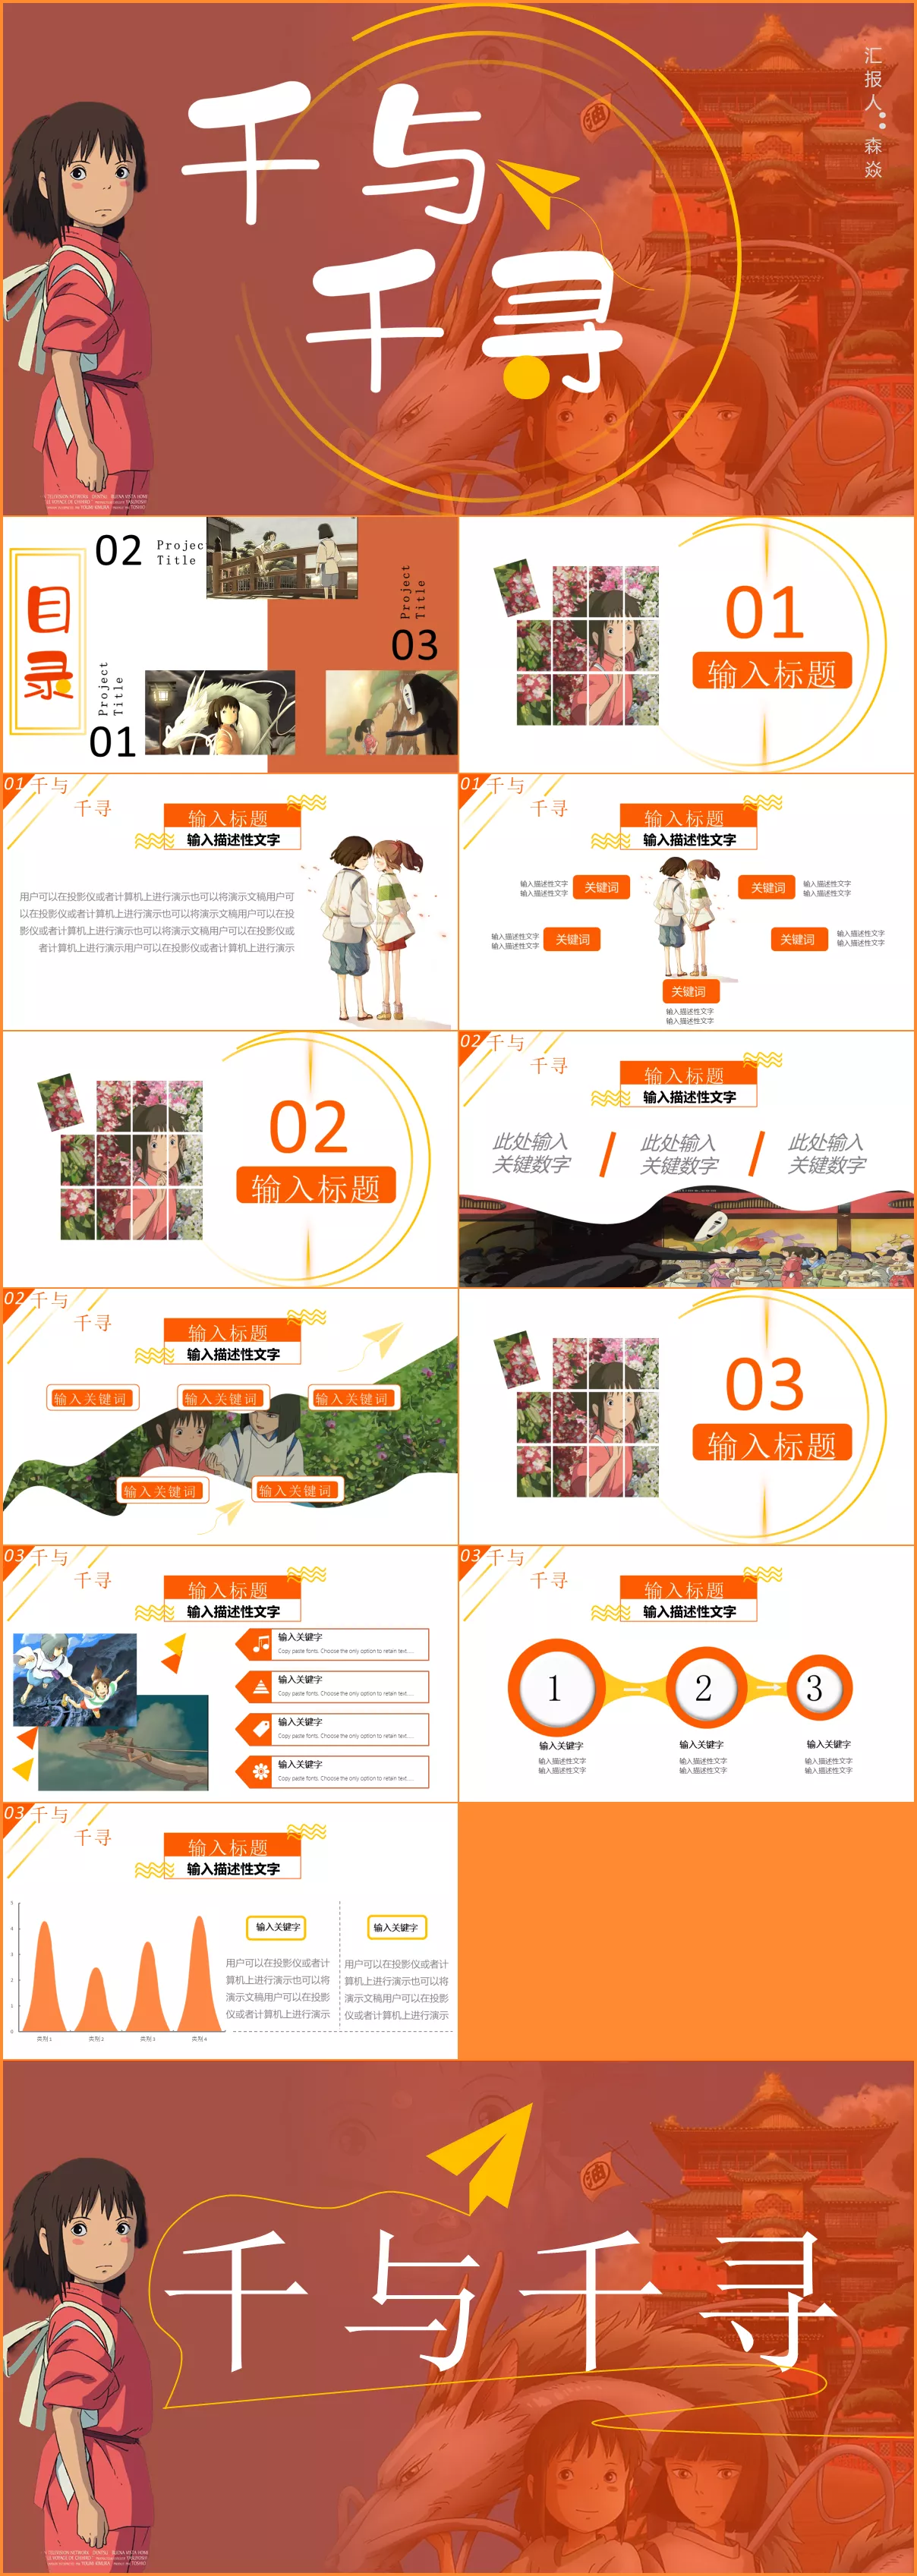 千与
千寻
汇报人：森焱
油
TELEVISION NETWORK DENTSU BUENA VISTA HOME
LE VOYAGE DE CHIHIRO
目录
02
Projec
Title
03
Project
Title
01
Project
Title
01
输入标题
01 千与
千寻
输入标题
输入描述性文字
用户可以在投影仪或者计算机上进行演示也可以将演示文稿用户可
以在投影仪或者计算机上进行演示也可以将演示文稿用户可以在投
影仪或者计算机上进行演示也可以将演示文稿用户可以在投影仪或
者计算机上进行演示用户可以在投影仪或者计算机上进行演示
01 千与
千寻
输入标题
输入描述性文字
输入描述性文字
输入描述性文字
关键词
关键词
输入描述性文字
输入描述性文字
输入描述性文字
输入描述性文字
关键词
关键词
输入描述性文字
输入描述性文字
关键词
输入描述性文字
输入描述性文字
02
输入标题
02 千与
千寻
输入标题
输入描述性文字
此处输入
关键数字
此处输入
关键数字
此处输入
关键数字
02 千与
千寻
输入标题
输入描述性文字
输入关键词
输入关键词
输入关键词
输入关键词
输入关键词
03
输入标题
03 千与
千寻
输入标题
输入描述性文字
输入关键字
Copy paste fonts. Choose the only option to retain text.....
输入关键字
Copy paste fonts. Choose the only option to retain text.....
输入关键字
Copy paste fonts. Choose the only option to retain text.....
输入关键字
Copy paste fonts. Choose the only option to retain text.....
03 千与
千寻
输入标题
输入描述性文字
1
2
3
输入关键字
输入描述性文字
输入描述性文字
输入关键字
输入描述性文字
输入描述性文字
输入关键字
输入描述性文字
输入描述性文字
03 千与
千寻
输入标题
输入描述性文字
5
4
3
2
1
0
类别 1
类别 2
类别 3
类别 4
输入关键字
用户可以在投影仪或者计
算机上进行演示也可以将
演示文稿用户可以在投影
仪或者计算机上进行演示
输入关键字
用户可以在投影仪或者计
算机上进行演示也可以将
演示文稿用户可以在投影
仪或者计算机上进行演示
油
千与千寻
TELEVISION NETWORK DENTSU BUENA VISTA HOME
LE VOYAGE DE CHIHIRO